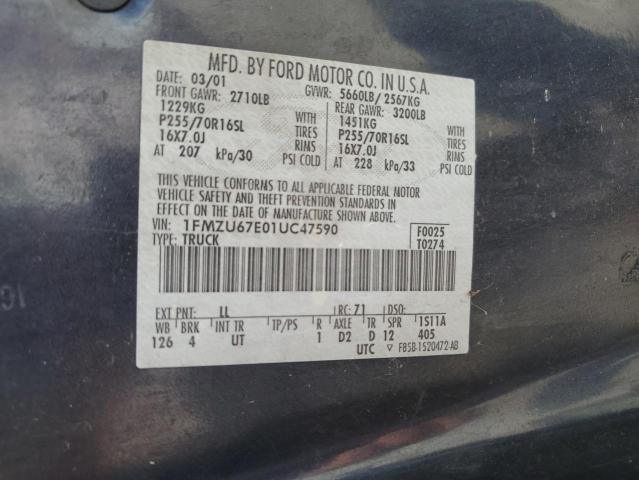 MFD. BY FORD MOTOR CO. IN U.S.A.
DATE: 03/01 GVWR: 5660LB/ 2567KG
FRONT GAWR: 2710LB REAR GAWR: 3200LB
1229KG WITH 1451KG WITH
P255/70R16SL TIRES P255/70R16SL TIRES
16X7.0J RIMS 16X7.0J RIMS
AT 207 kPa/30 PSI COLD AT 228 kPa/33 PSI COLD
THIS VEHICLE CONFORMS TO ALL APPLICABLE FEDERAL MOTOR
VEHICLE SAFETY AND THEFT PREVENTION STANDARDS IN
EFFECT ON THE DATE OF MANUFACTURE SHOWN ABOVE.
VIN: 1FMZU67E01UC47590 F0025
TYPE: TRUCK T0274
EXT PNT: LL RC: 71 DSO:
WB BRK INT TR TP/PS R AXLE TR SPR 1S11A
126 4 UT 1 D2 D 12 405
UTC ▽ F85B-1520472-AB